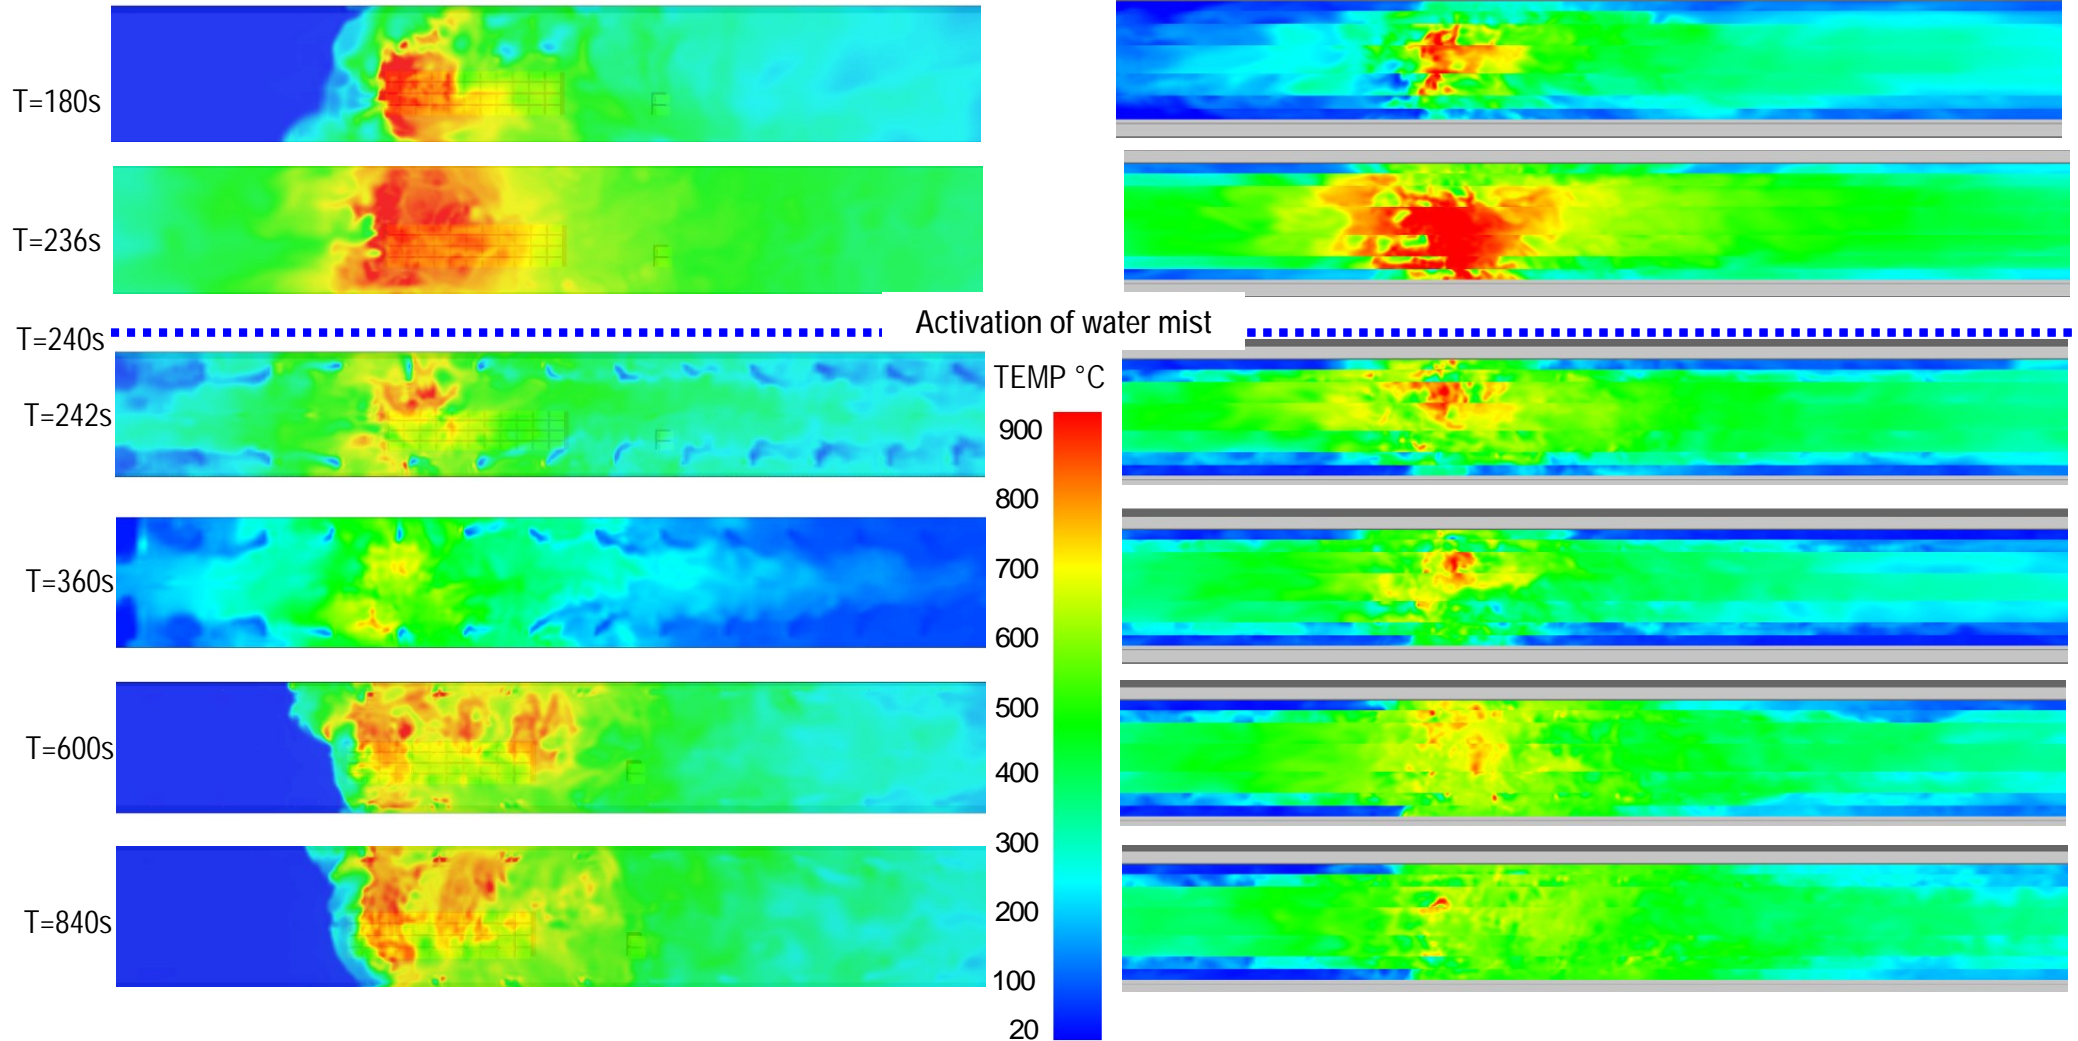 T=180s
T=236s
Activation of water mist
T=240s
TEMP °C
T=242s
900
800
700
T=360s
600
500
T=600s
400
300
200
T=840s
100
20
F
F
F
F
F